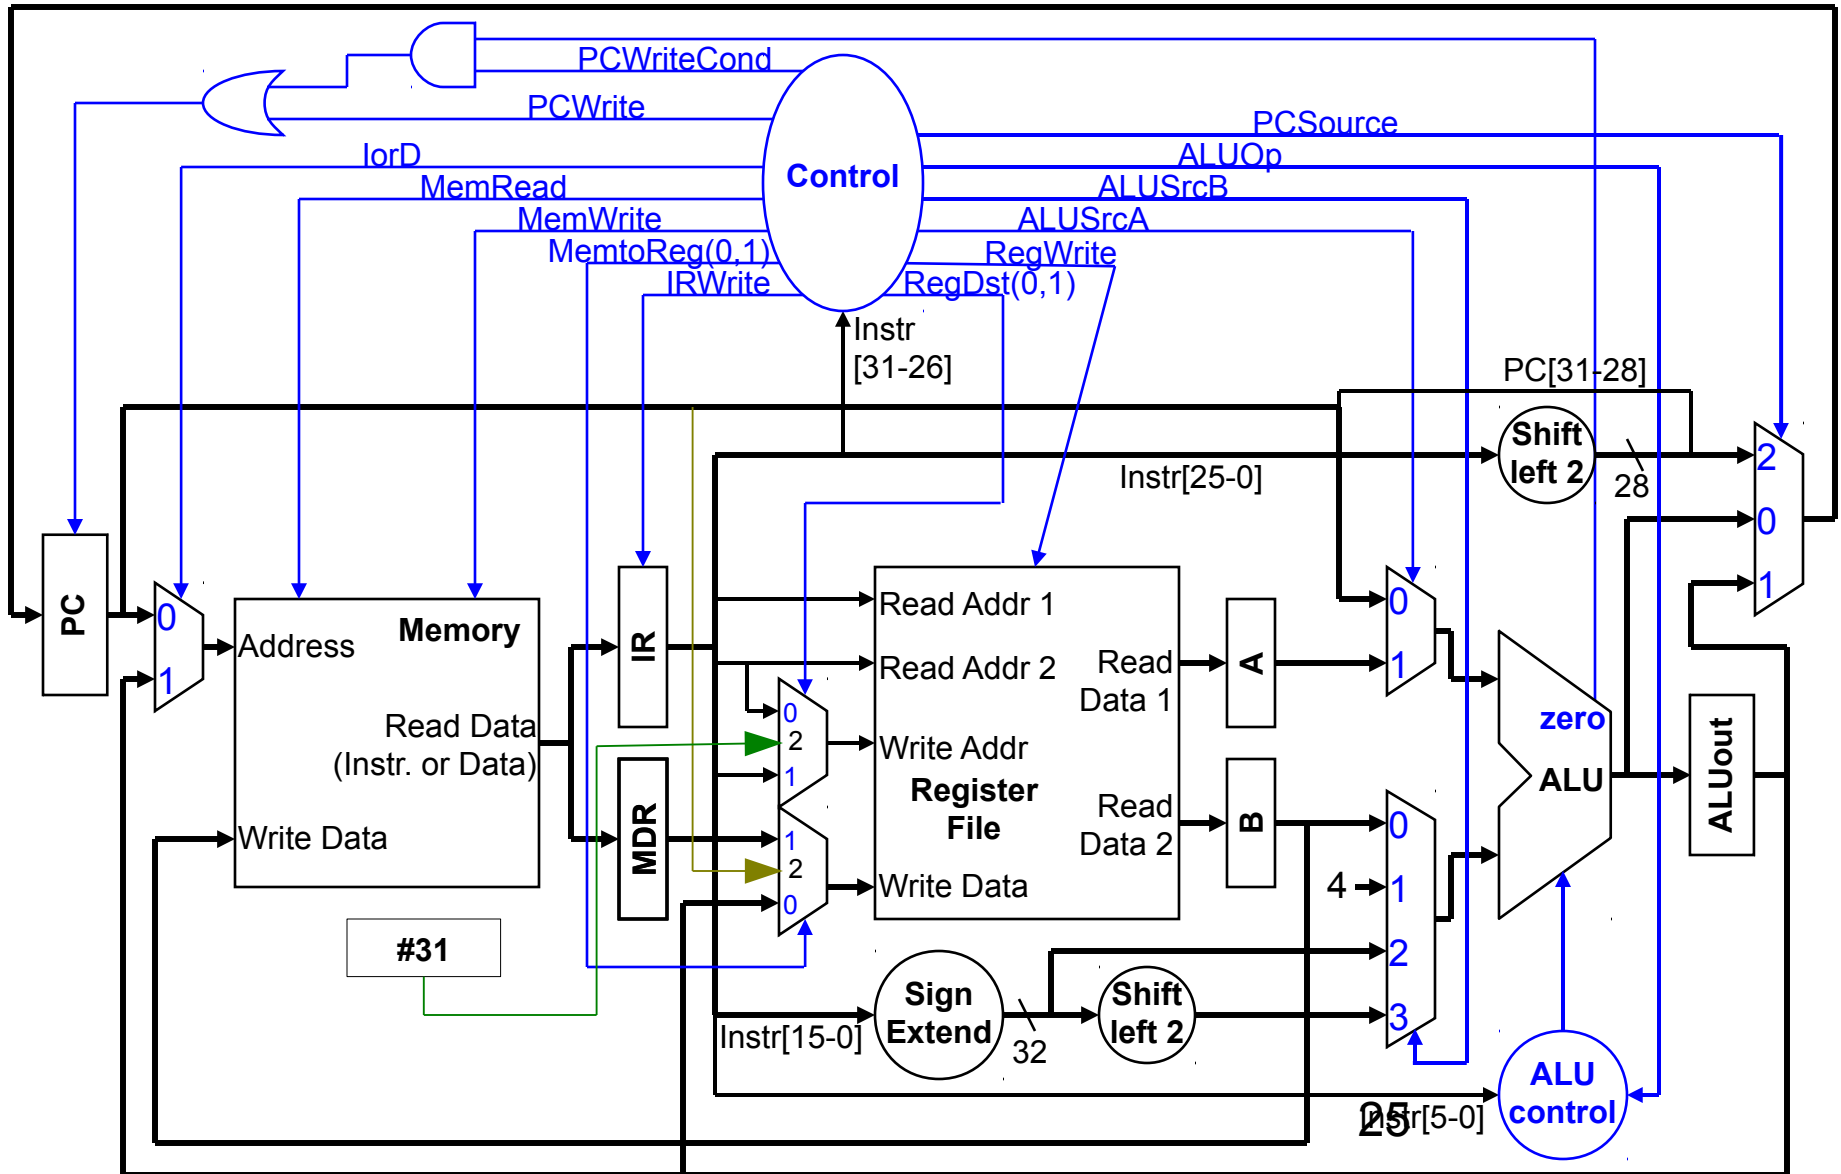 PCWriteCond
PCWrite
PCSource
IorD
ALUOp
Control
MemRead
ALUSrcB
MemWrite
ALUSrcA
MemtoReg(0,1)
RegWrite
IRWrite
RegDst(0,1)
Instr
[31-26]
PC[31-28]
Shift
left 2
2
Instr[25-0]
28
0
1
PC
0
1
Address
Memory
Read Data
(Instr. or Data)
Write Data
IR
MDR
0
2
1
1
2
0
Read Addr 1
Read Addr 2
Read
Data 1
Write Addr
Register
File
Read
Data 2
Write Data
A
B
0
1
0
4
1
2
3
zero
ALU
ALUout
#31
Sign
Extend
Shift
left 2
Instr[15-0]
32
ALU
control
Instr[5-0]
25